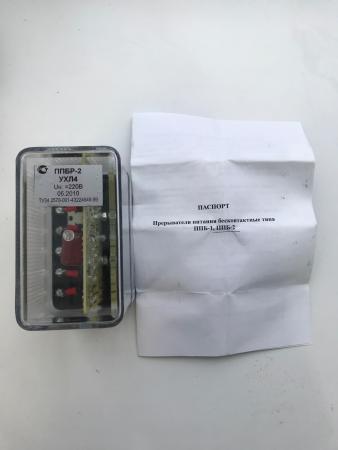 ППБР-2
УХЛ4
Uн. =220В
05.2010
ПАСПОРТ
Прерыватели питания бесконтактные типа
ППБ-1, ППБ-2